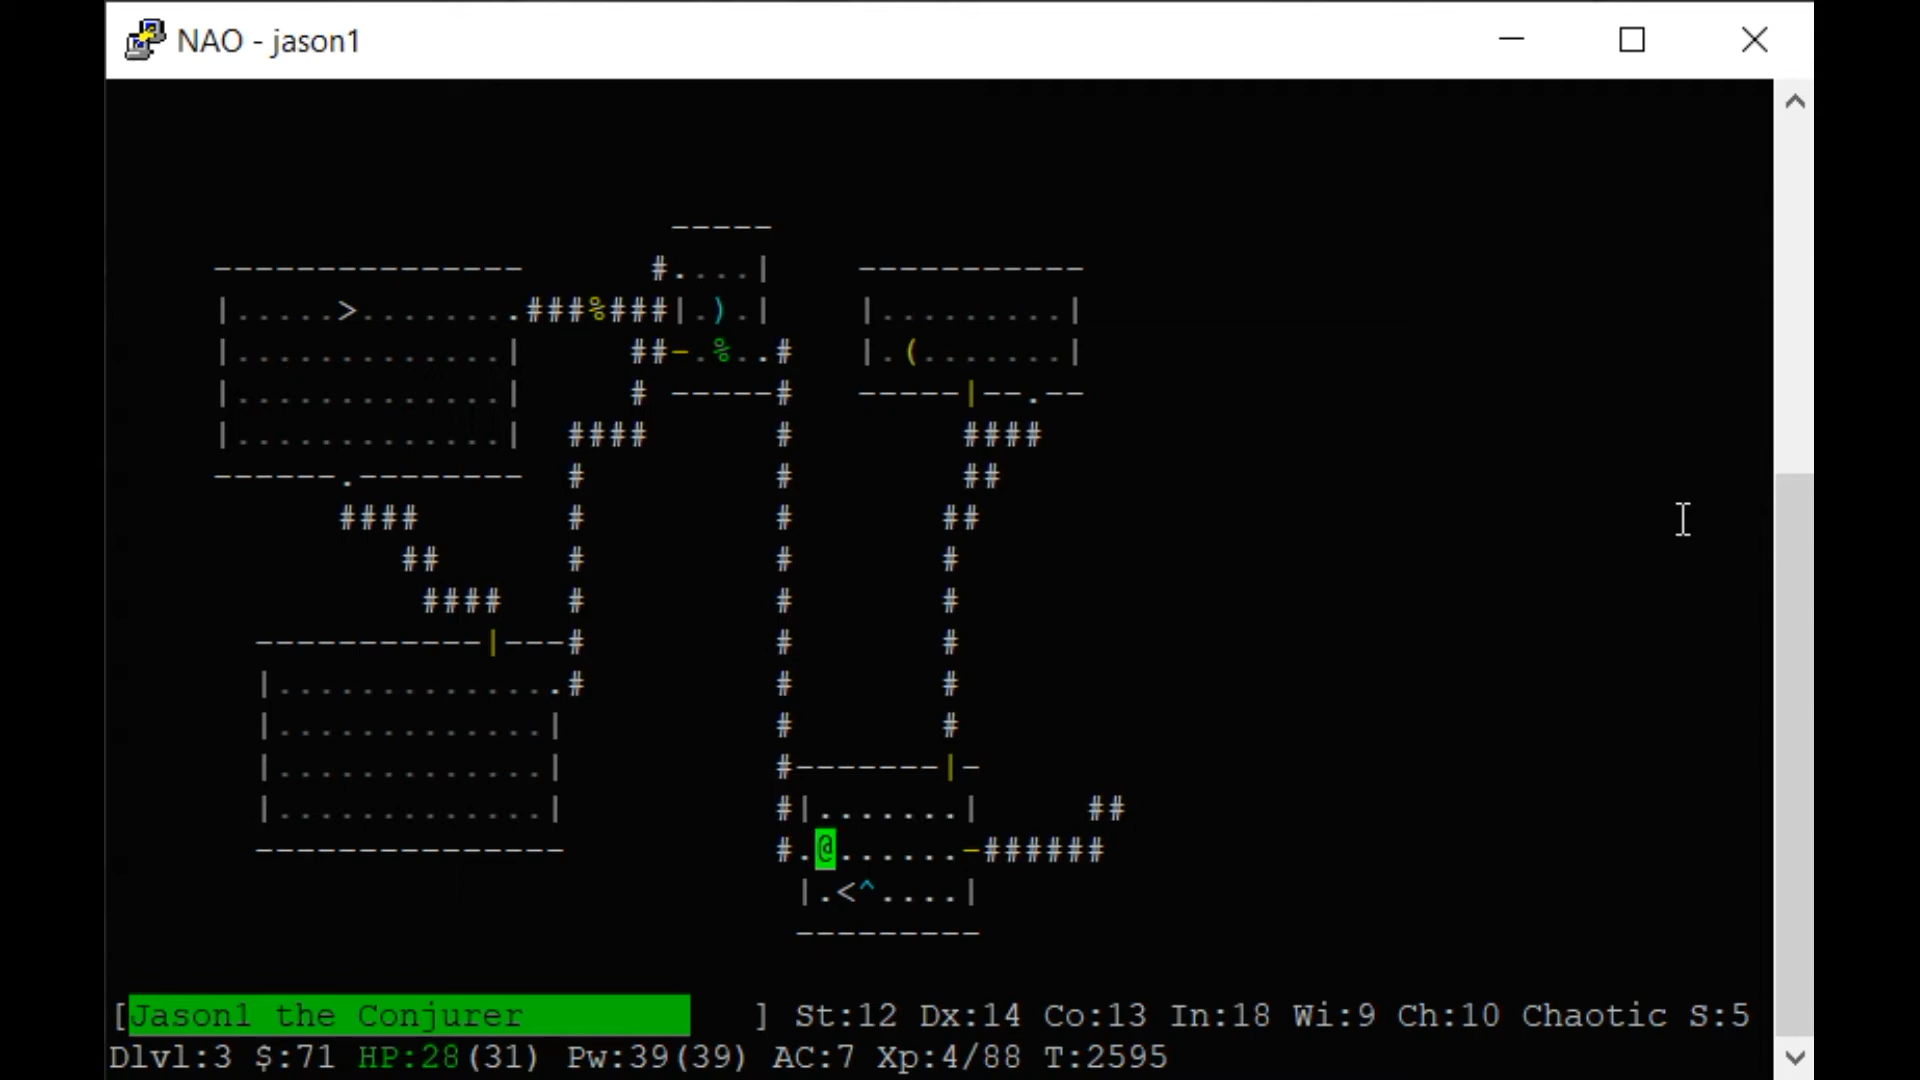 NAO - jason1
-----
--------------- #....| -----------
|.....>.........###%###|.).| |.........|
|.............| ##-.%..# |.(.......|
|.............| # -----# -----|--.--
|.............| #### # ####
------.-------- # # ##
#### # # ##
## # # #
#### # # #
-----------|---# # #
|..............# # #
|.............| # #
|.............| #-------|-
|.............| #|.......| ##
--------------- #.@......-######
|.<^....|
---------
[Jason1 the Conjurer ] St:12 Dx:14 Co:13 In:18 Wi:9 Ch:10 Chaotic S:5
Dlvl:3 $:71 HP:28(31) Pw:39(39) AC:7 Xp:4/88 T:2595